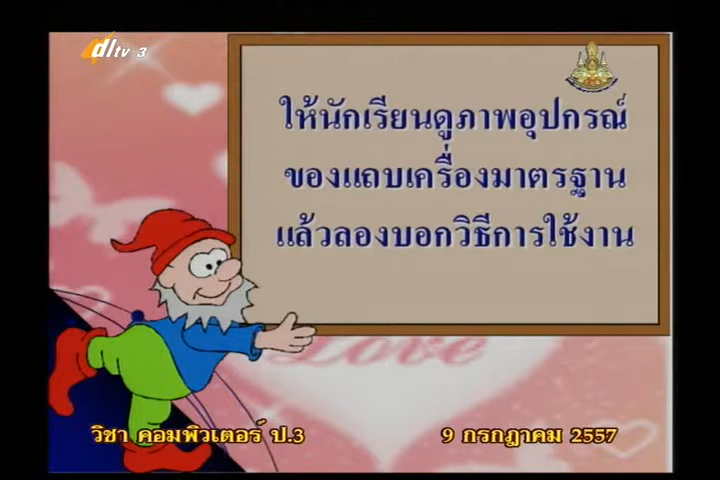 dltv 3
ให้นักเรียนดูภาพอุปกรณ์
ของแถบเครื่องมาตรฐาน
แล้วลองบอกวิธีการใช้งาน
Love
วิชา คอมพิวเตอร์ ป.3
9 กรกฎาคม 2557